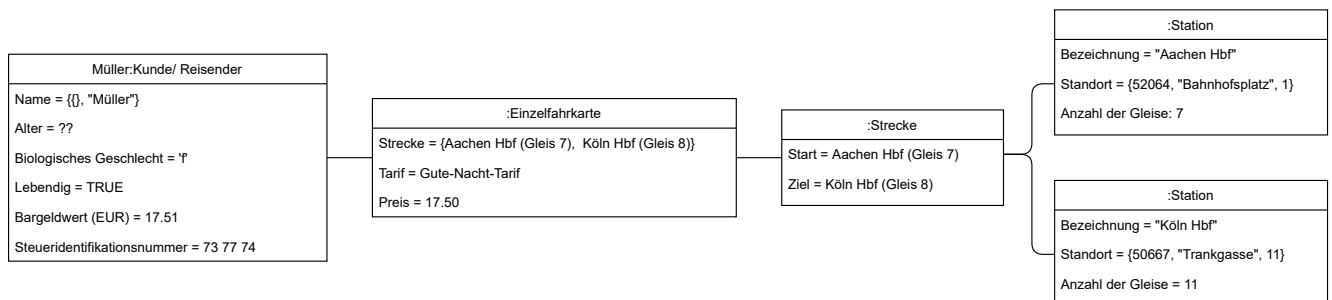 Müller:Kunde/ Reisender
Name = {{}, "Müller"}
Alter = ??
Biologisches Geschlecht = 'f'
Lebendig = TRUE
Bargeldwert (EUR) = 17.51
Steueridentifikationsnummer = 73 77 74
:Einzelfahrkarte
Strecke = {Aachen Hbf (Gleis 7), Köln Hbf (Gleis 8)}
Tarif = Gute-Nacht-Tarif
Preis = 17.50
:Strecke
Start = Aachen Hbf (Gleis 7)
Ziel = Köln Hbf (Gleis 8)
:Station
Bezeichnung = "Aachen Hbf"
Standort = {52064, "Bahnhofsplatz", 1}
Anzahl der Gleise: 7
:Station
Bezeichnung = "Köln Hbf"
Standort = {50667, "Trankgasse", 11}
Anzahl der Gleise = 11